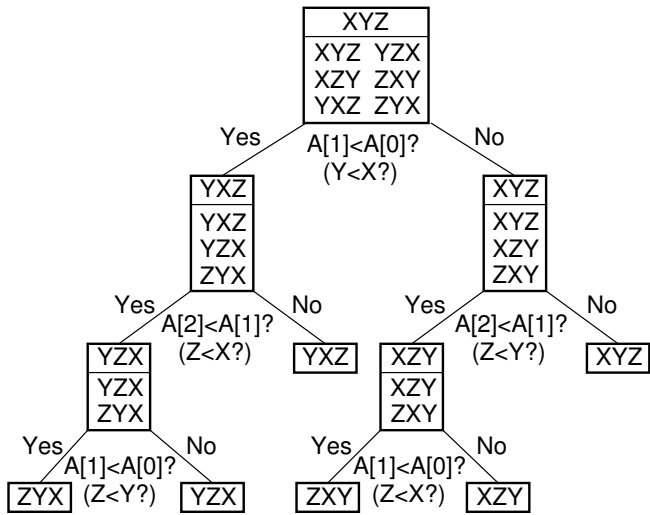 XYZ
XYZ YZX
XZY ZXY
YXZ ZYX
Yes A[1]<A[0]? No
(Y<X?)
YXZ
YXZ
YZX
ZYX
XYZ
XYZ
XZY
ZXY
Yes A[2]<A[1]? No
(Z<X?)
Yes A[2]<A[1]? No
(Z<Y?)
YZX
YZX
ZYX
YXZ
XZY
XZY
ZXY
XYZ
Yes A[1]<A[0]? No
(Z<Y?)
Yes A[1]<A[0]? No
(Z<X?)
ZYX
YZX
ZXY
XZY